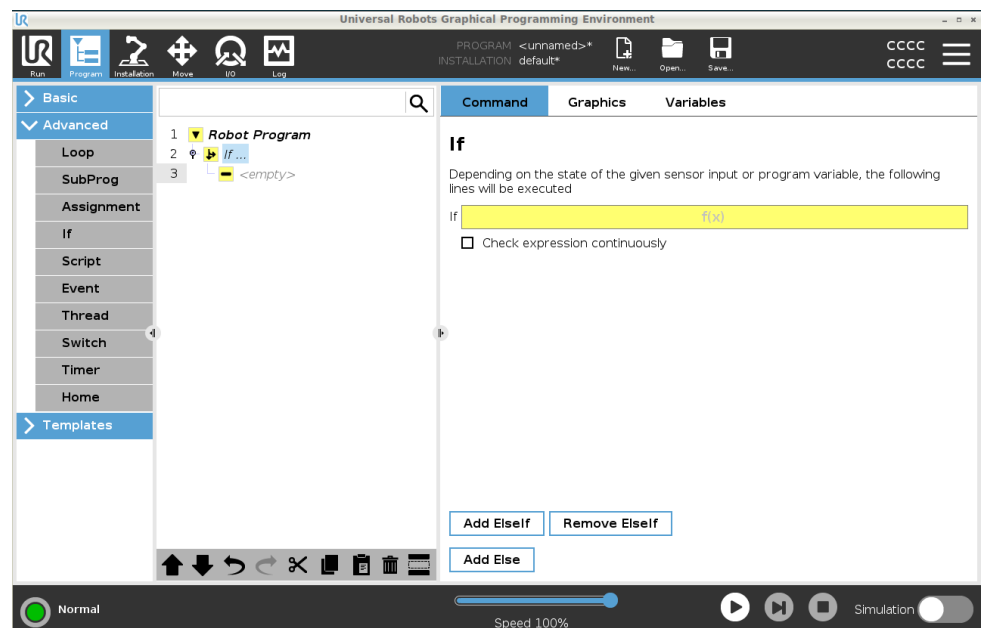 UR
Universal Robots Graphical Programming Environment
UR
Run
Program
Installation
Move
I/O
Log
PROGRAM <unnamed>*
INSTALLATION default*
New...
Open...
Save...
CCCC
CCCC
Basic
Advanced
Loop
SubProg
Assignment
If
Script
Event
Thread
Switch
Timer
Home
Templates
1 Robot Program
2 If ...
3 <empty>
Command Graphics Variables
If
Depending on the state of the given sensor input or program variable, the following
lines will be executed
If f(x)
Check expression continuously
Add ElseIf Remove ElseIf
Add Else
Normal
Speed 100%
Simulation